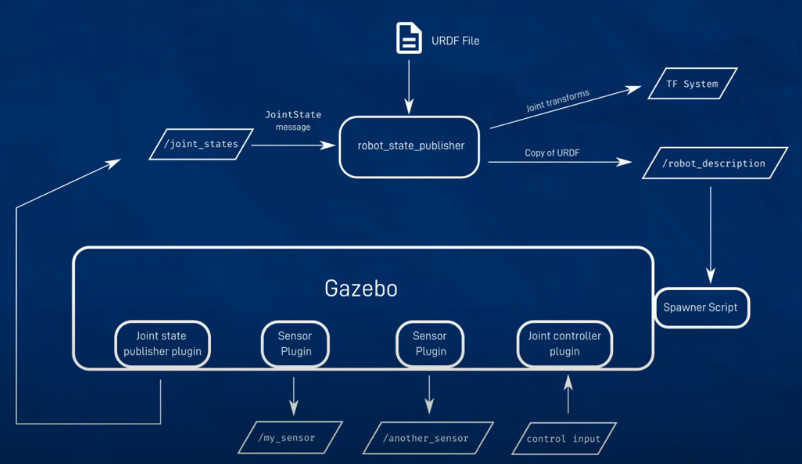 URDF File
TF System
Joint transforms
JointState
message
/joint_states
robot_state_publisher
Copy of URDF
/robot_description
Gazebo
Spawner Script
Joint state
publisher plugin
Sensor
Plugin
Sensor
Plugin
Joint controller
plugin
/my_sensor
/another_sensor
control input